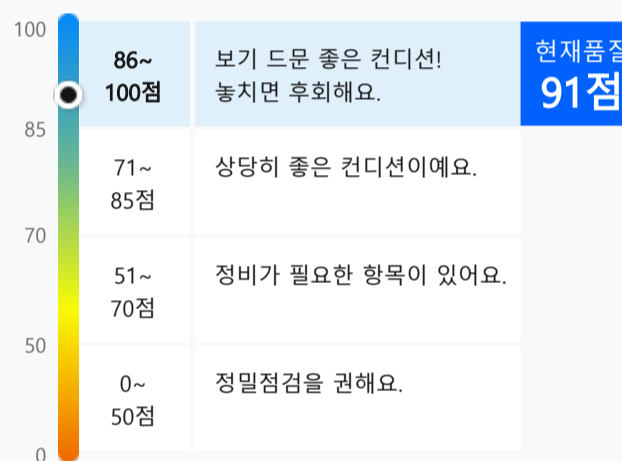 100
86~
100점
보기 드문 좋은 컨디션!
놓치면 후회해요.
현재품질
91점
85
71~
85점
상당히 좋은 컨디션이예요.
70
51~
70점
정비가 필요한 항목이 있어요.
50
0~
50점
정밀점검을 권해요.
0